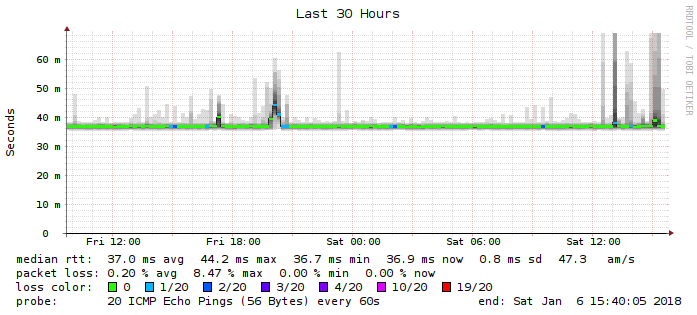 Last 30 Hours
RRDTOOL / TOBI OETIKER
Seconds
60 m
50 m
40 m
30 m
20 m
10 m
0
Fri 12:00 Fri 18:00 Sat 00:00 Sat 06:00 Sat 12:00
median rtt: 37.0 ms avg 44.2 ms max 36.7 ms min 36.9 ms now 0.8 ms sd 47.3 am/s
packet loss: 0.20 % avg 8.47 % max 0.00 % min 0.00 % now
loss color: 0 1/20 2/20 3/20 4/20 10/20 19/20
probe: 20 ICMP Echo Pings (56 Bytes) every 60s end: Sat Jan 6 15:40:05 2018